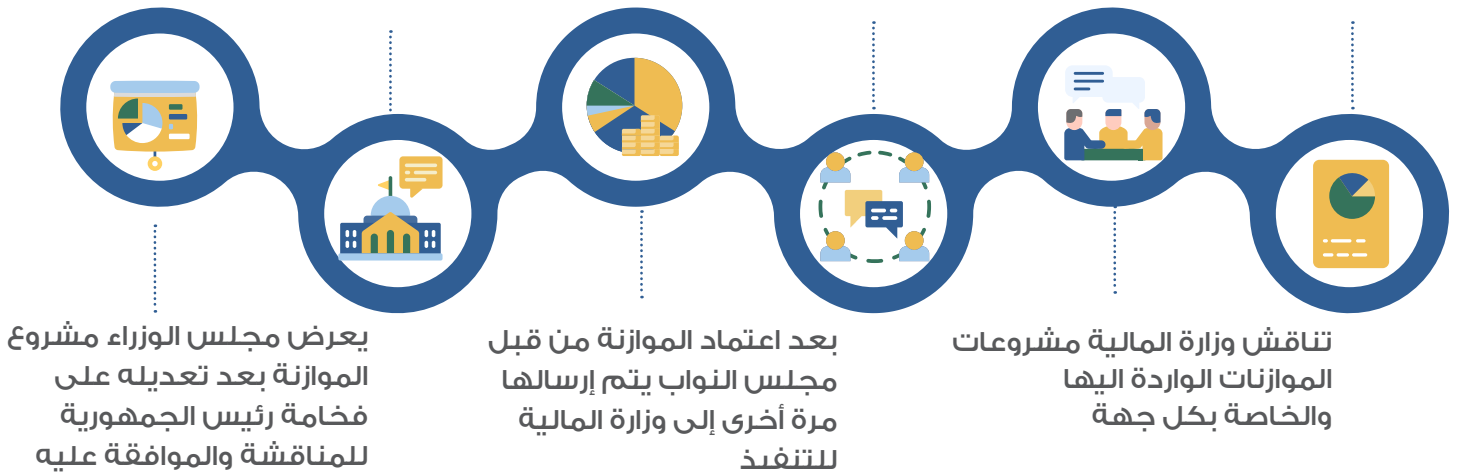 تناقش وزارة المالية مشروعات
الموازنات الواردة اليها
والخاصة بكل جهة
بعد اعتماد الموازنة من قبل
مجلس النواب يتم إرسالها
مرة أخرى إلى وزارة المالية
للتنفيذ
يعرض مجلس الوزراء مشروع
الموازنة بعد تعديله على
فخامة رئيس الجمهورية
للمناقشة والموافقة عليه